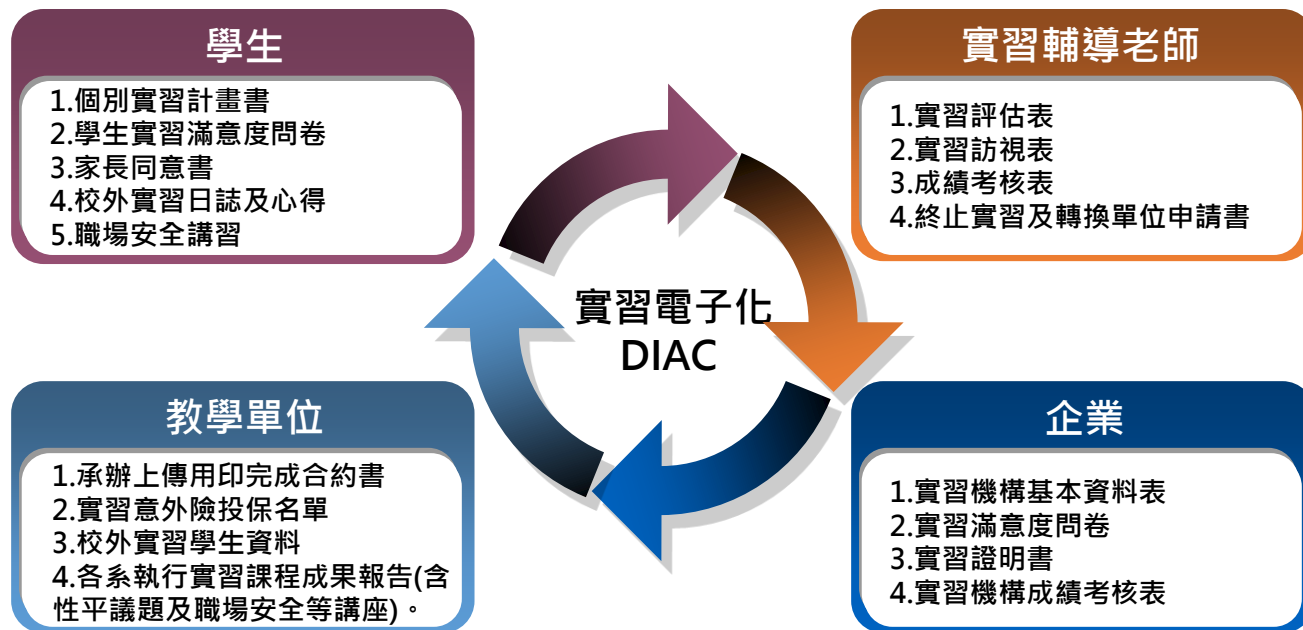 學生
1.個別實習計畫書
2.學生實習滿意度問卷
3.家長同意書
4.校外實習日誌及心得
5.職場安全講習
實習輔導老師
1.實習評估表
2.實習訪視表
3.成績考核表
4.終止實習及轉換單位申請書
實習電子化
DIAC
教學單位
1.承辦上傳用印完成合約書
2.實習意外險投保名單
3.校外實習學生資料
4.各系執行實習課程成果報告(含
性平議題及職場安全等講座)。
企業
1.實習機構基本資料表
2.實習滿意度問卷
3.實習證明書
4.實習機構成績考核表